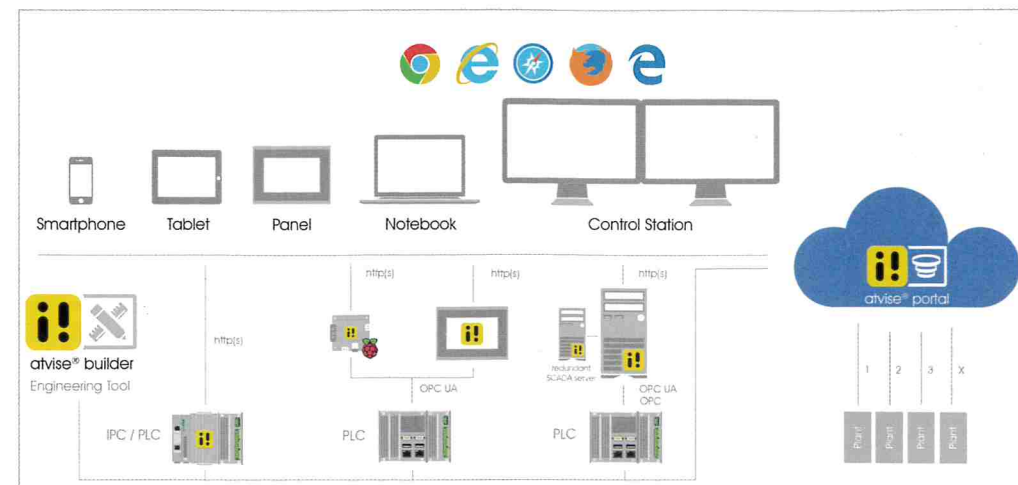 Smartphone
Tablet
Panel
Notebook
Control Station
http(s)
http(s)
http(s)
atvise® portal
http(s)
atvise® builder
Engineering Tool
redundant
SCADA server
OPC UA
OPC UA
OPC
IPC / PLC
PLC
PLC
1
2
3
X
Plant
Plant
Plant
Plant